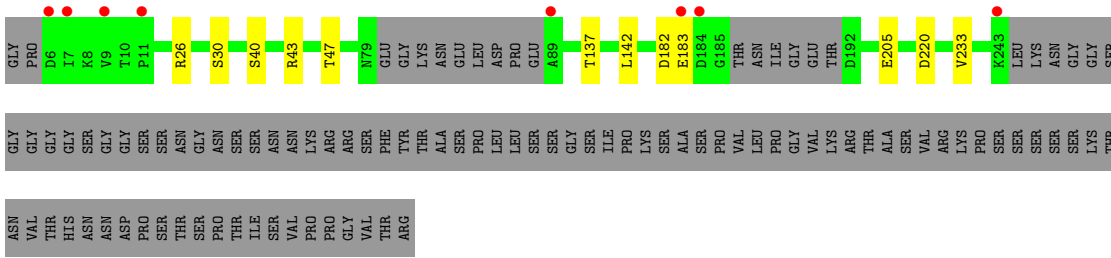 GLY PRO D6 I7 K8 V9 T10 P11 R26 S30 S40 R43 T47 N79 GLU GLY LYS ASN GLU LEU ASP PRO GLU A89 T137 L142 D182 E183 D184 G185 THR ASN ILE GLY GLU THR D192 E205 D220 V233 K243 LEU LYS ASN GLY GLY SER
GLY GLY GLY GLY SER GLY GLY SER SER ASN GLY ASN SER SER ASN ASN LYS ARG ARG SER PHE TYR THR ALA SER PRO LEU LEU SER SER GLY SER ILE PRO LYS SER ALA SER PRO VAL LEU PRO GLY VAL LYS ARG THR THR ALA SER VAL ARG LYS PRO SER SER SER SER SER LYS THR
ASN VAL THR HIS ASN ASN ASP PRO SER THR SER PRO THR ILE SER VAL PRO PRO GLY VAL THR ARG